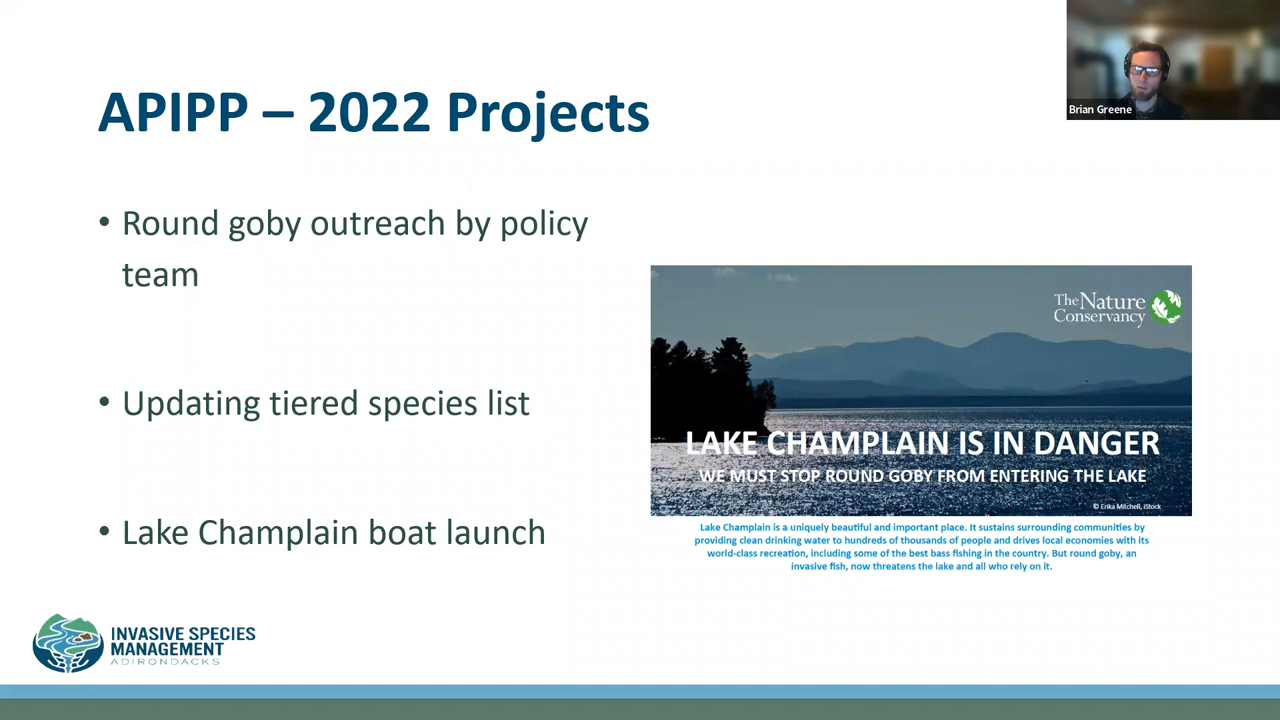 Brian Greene
APIPP – 2022 Projects
• Round goby outreach by policy
team
• Updating tiered species list
• Lake Champlain boat launch
The Nature
Conservancy
LAKE CHAMPLAIN IS IN DANGER
WE MUST STOP ROUND GOBY FROM ENTERING THE LAKE
© Erika Mitchell, iStock
Lake Champlain is a uniquely beautiful and important place. It sustains surrounding communities by
providing clean drinking water to hundreds of thousands of people and drives local economies with its
world-class recreation, including some of the best bass fishing in the country. But round goby, an
invasive fish, now threatens the lake and all who rely on it.
INVASIVE SPECIES
MANAGEMENT
ADIRONDACKS